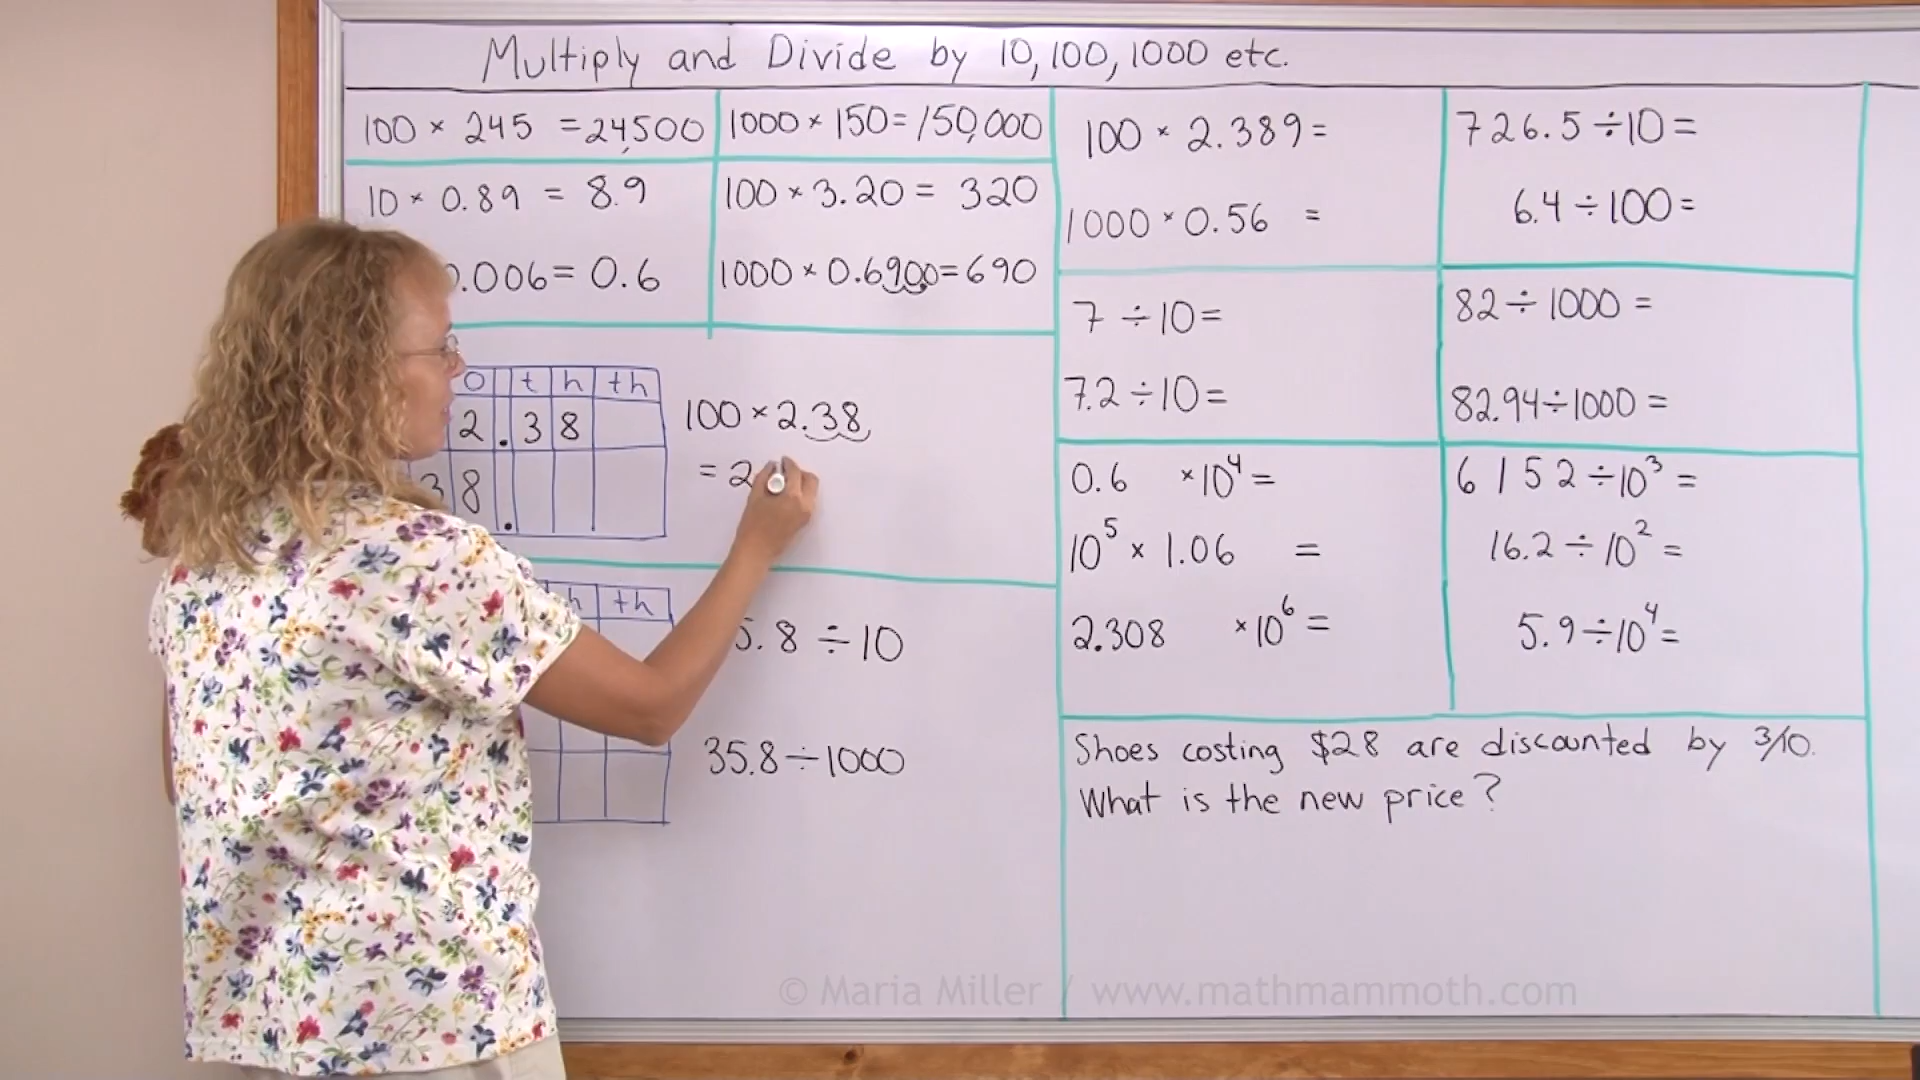 Multiply and Divide by 10, 100, 1000 etc.
100 × 245 = 24,500
1000 × 150 = 150,000
10 × 0.89 = 8.9
100 × 3.20 = 320
.006 = 0.6
1000 × 0.6900 = 690
O t h th
2 . 3 8
3 8 .
100 × 2.38
= 2
h th
5.8 ÷ 10
35.8 ÷ 1000
100 × 2.389 =
1000 × 0.56 =
726.5 ÷ 10 =
6.4 ÷ 100 =
7 ÷ 10 =
7.2 ÷ 10 =
82 ÷ 1000 =
82.94 ÷ 1000 =
0.6 × 10⁴ =
10⁵ × 1.06 =
2.308 × 10⁶ =
6152 ÷ 10³ =
16.2 ÷ 10² =
5.9 ÷ 10⁴ =
Shoes costing $28 are discounted by 3/10.
What is the new price?
© Maria Miller / www.mathmammoth.com